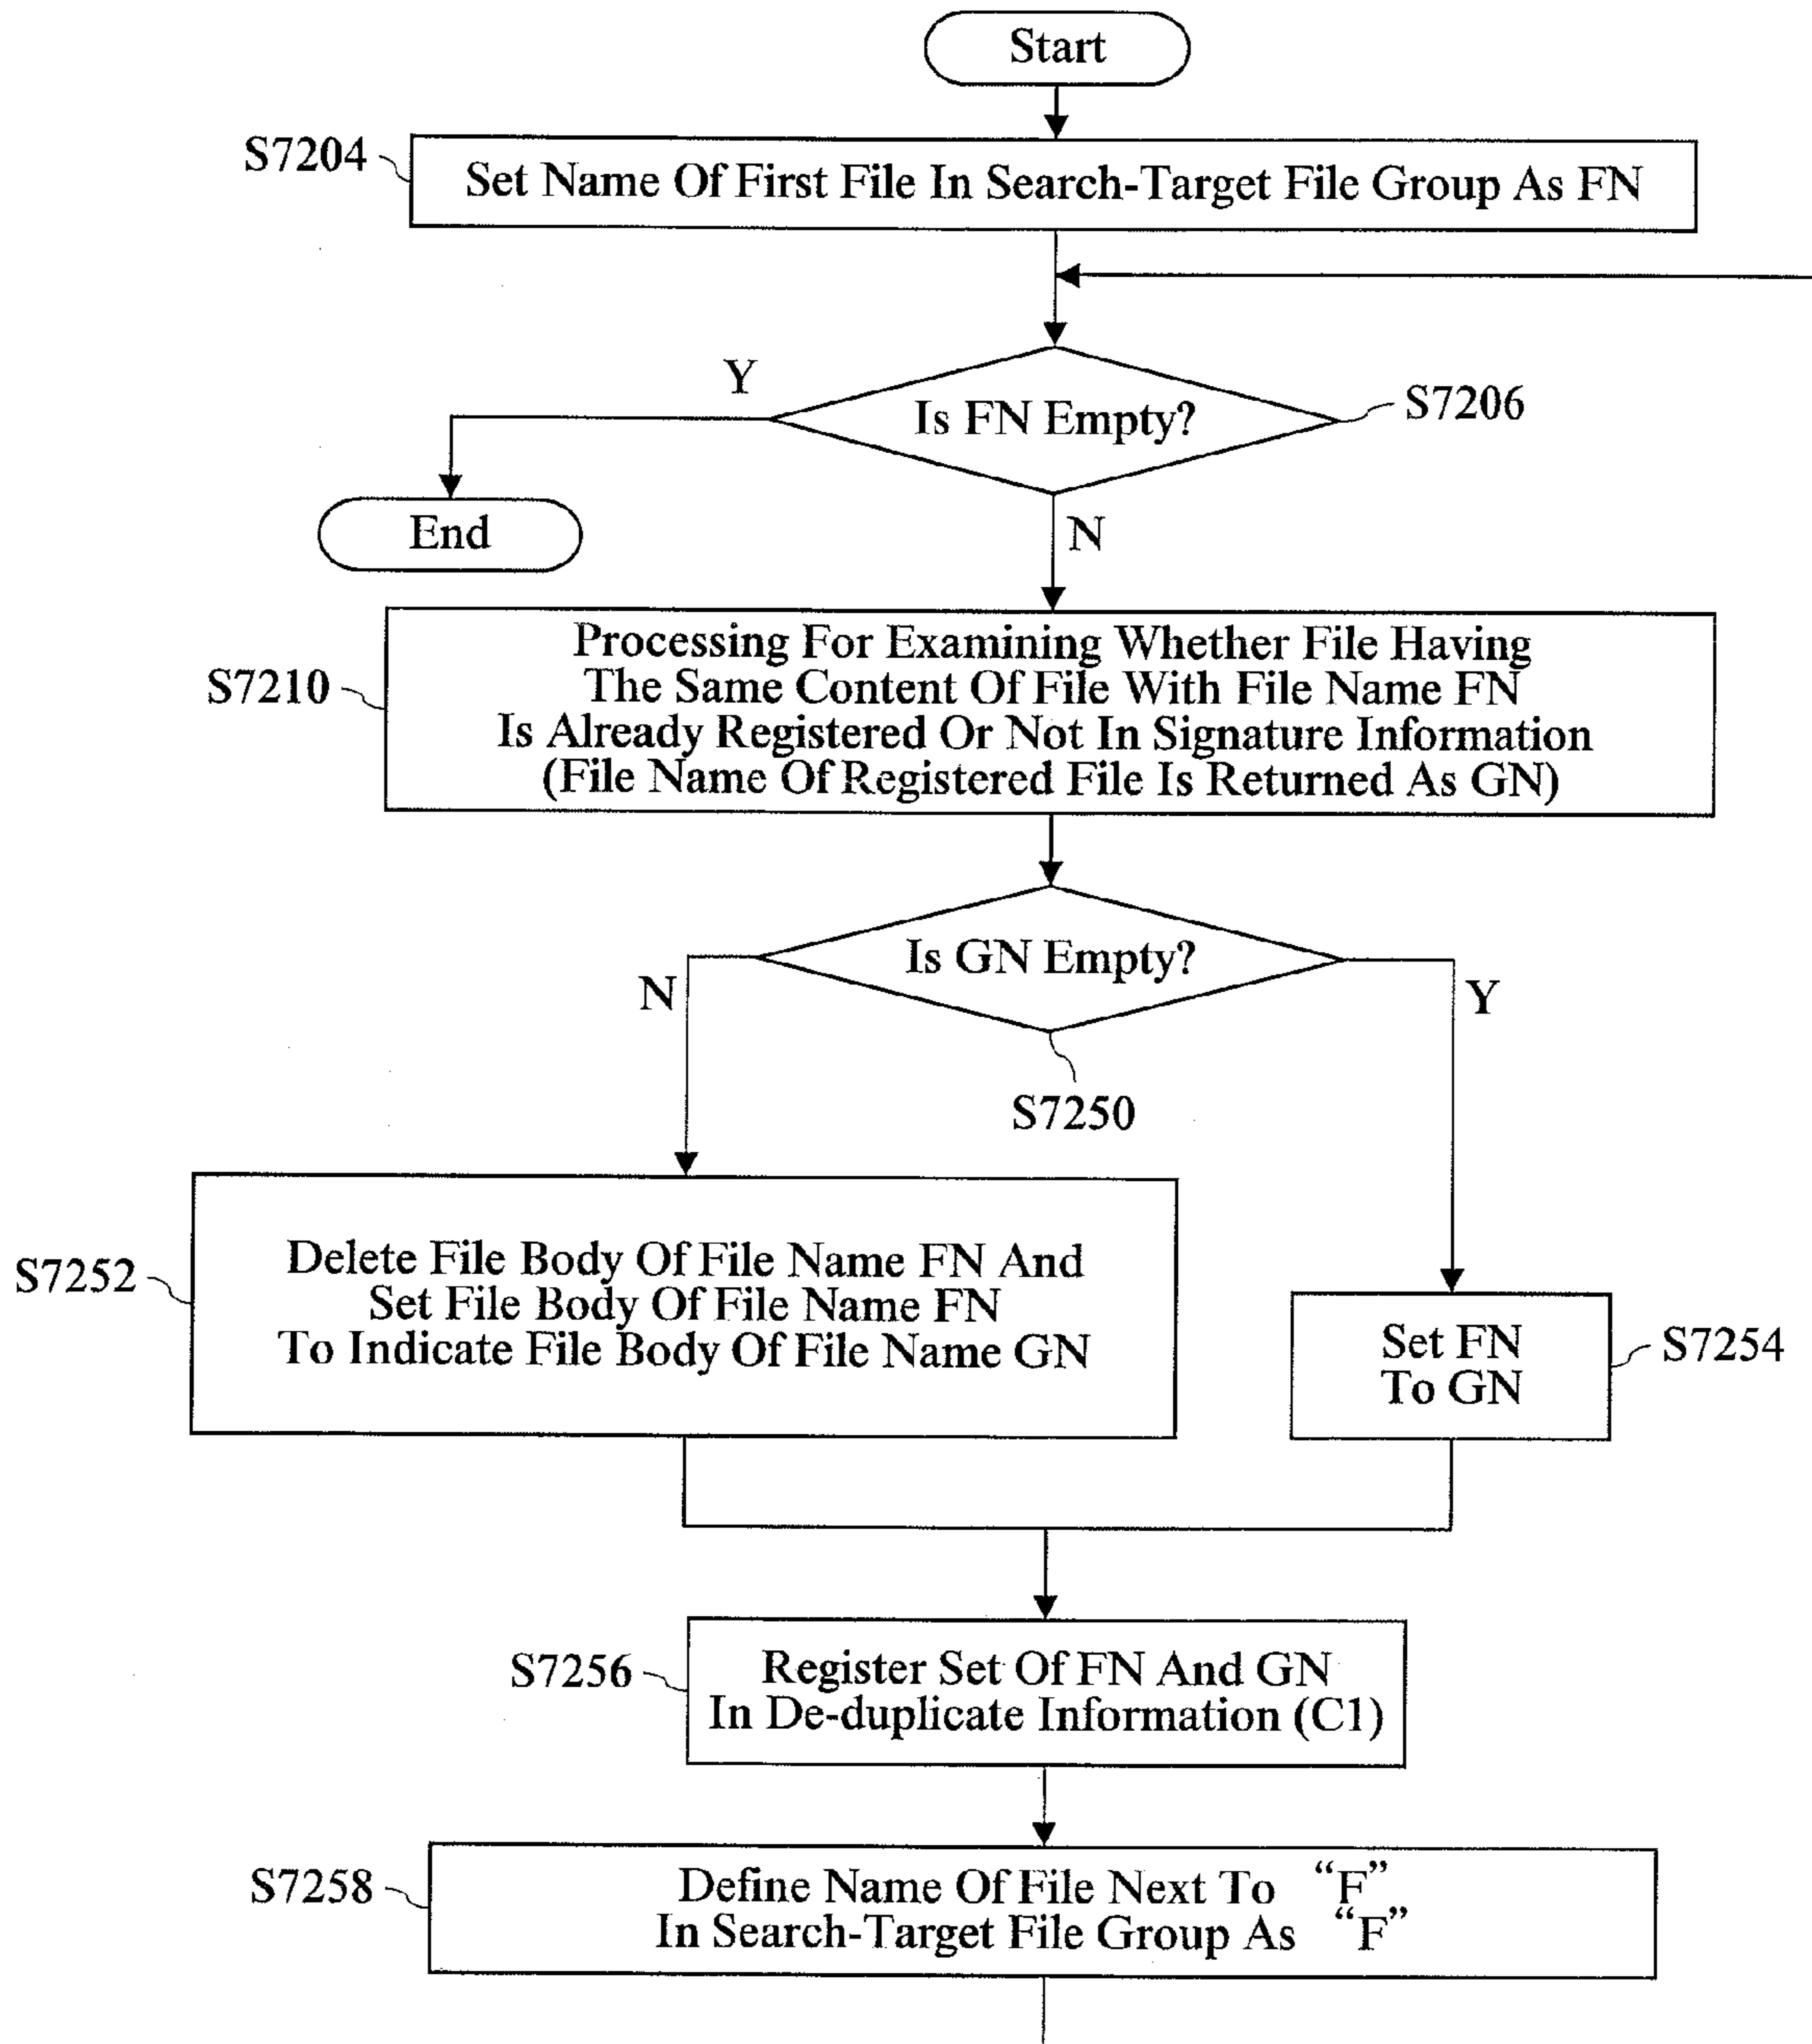 Start
S7204
Set Name Of First File In Search-Target File Group As FN
Y
Is FN Empty?
S7206
End
N
S7210
Processing For Examining Whether File Having
The Same Content Of File With File Name FN
Is Already Registered Or Not In Signature Information
(File Name Of Registered File Is Returned As GN)
Is GN Empty?
N
Y
S7250
S7252
Delete File Body Of File Name FN And
Set File Body Of File Name FN
To Indicate File Body Of File Name GN
Set FN
To GN
S7254
S7256
Register Set Of FN And GN
In De-duplicate Information (C1)
S7258
Define Name Of File Next To “F”
In Search-Target File Group As “F”